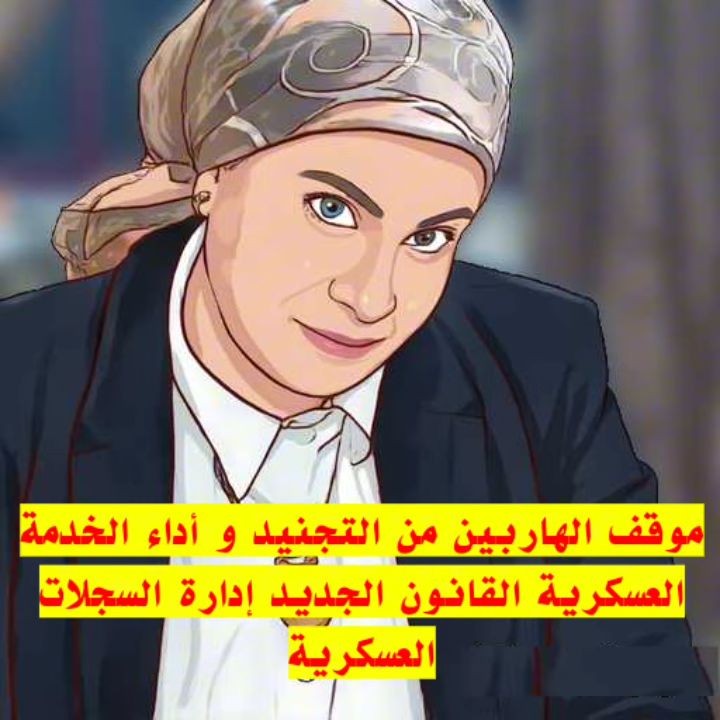 موقف الهاربين من التجنيد و أداء الخدمة
العسكرية القانون الجديد إدارة السجلات
العسكرية